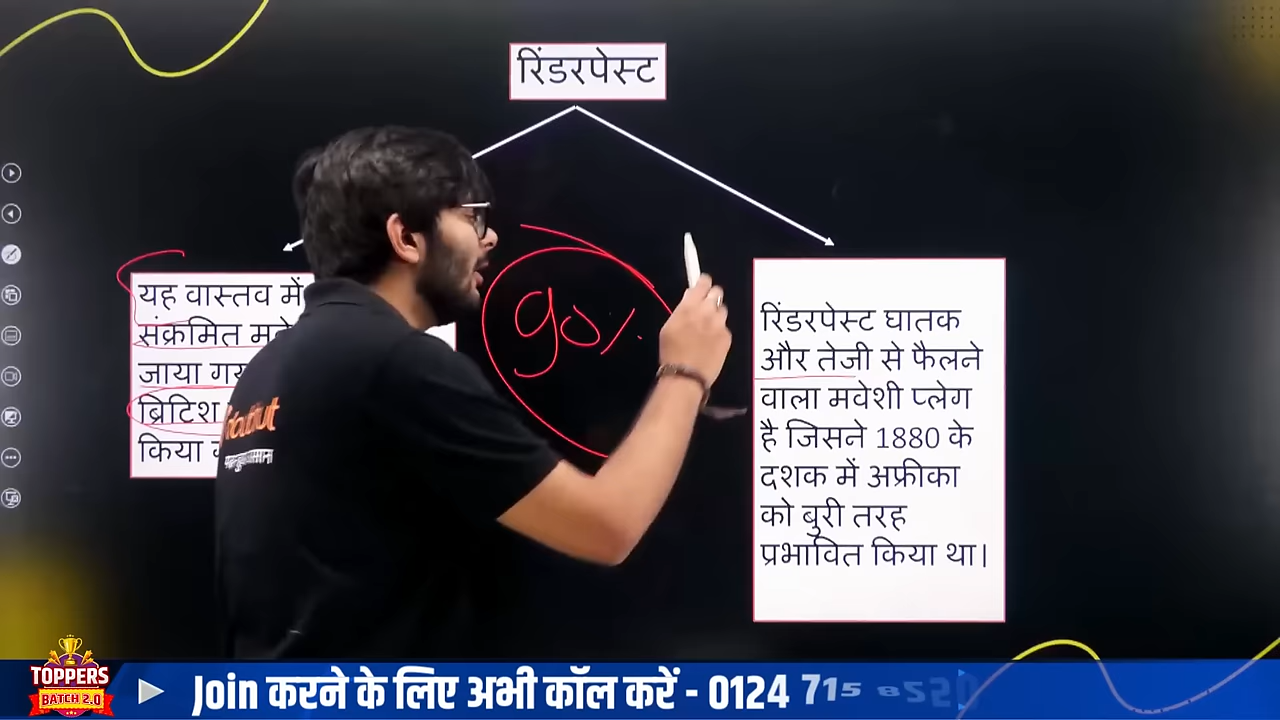 रिंडरपेस्ट
यह वास्तव में
संक्रमित
जाया
ब्रिटिश
किया
90%
रिंडरपेस्ट घातक
और तेजी से फैलने
वाला मवेशी प्लेग
है जिसने 1880 के
दशक में अफ्रीका
को बुरी तरह
प्रभावित किया था।
TOPPERS
BATCH 2.0
Join करने के लिए अभी कॉल करें - 0124 715